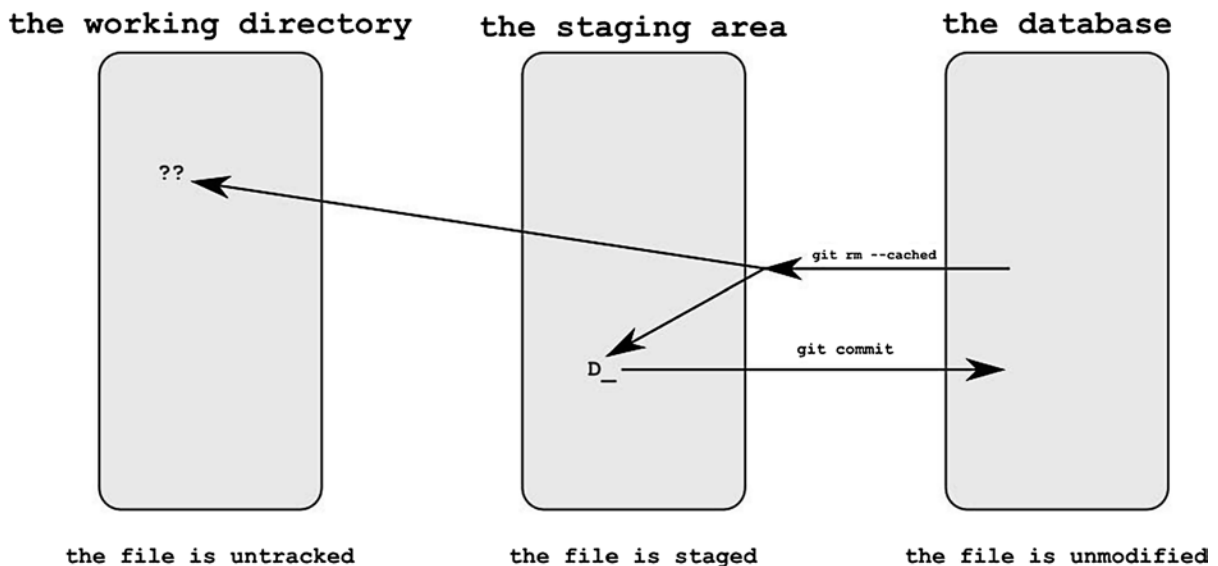 the working directory
the staging area
the database
??
git rm --cached
git commit
D_
the file is untracked
the file is staged
the file is unmodified